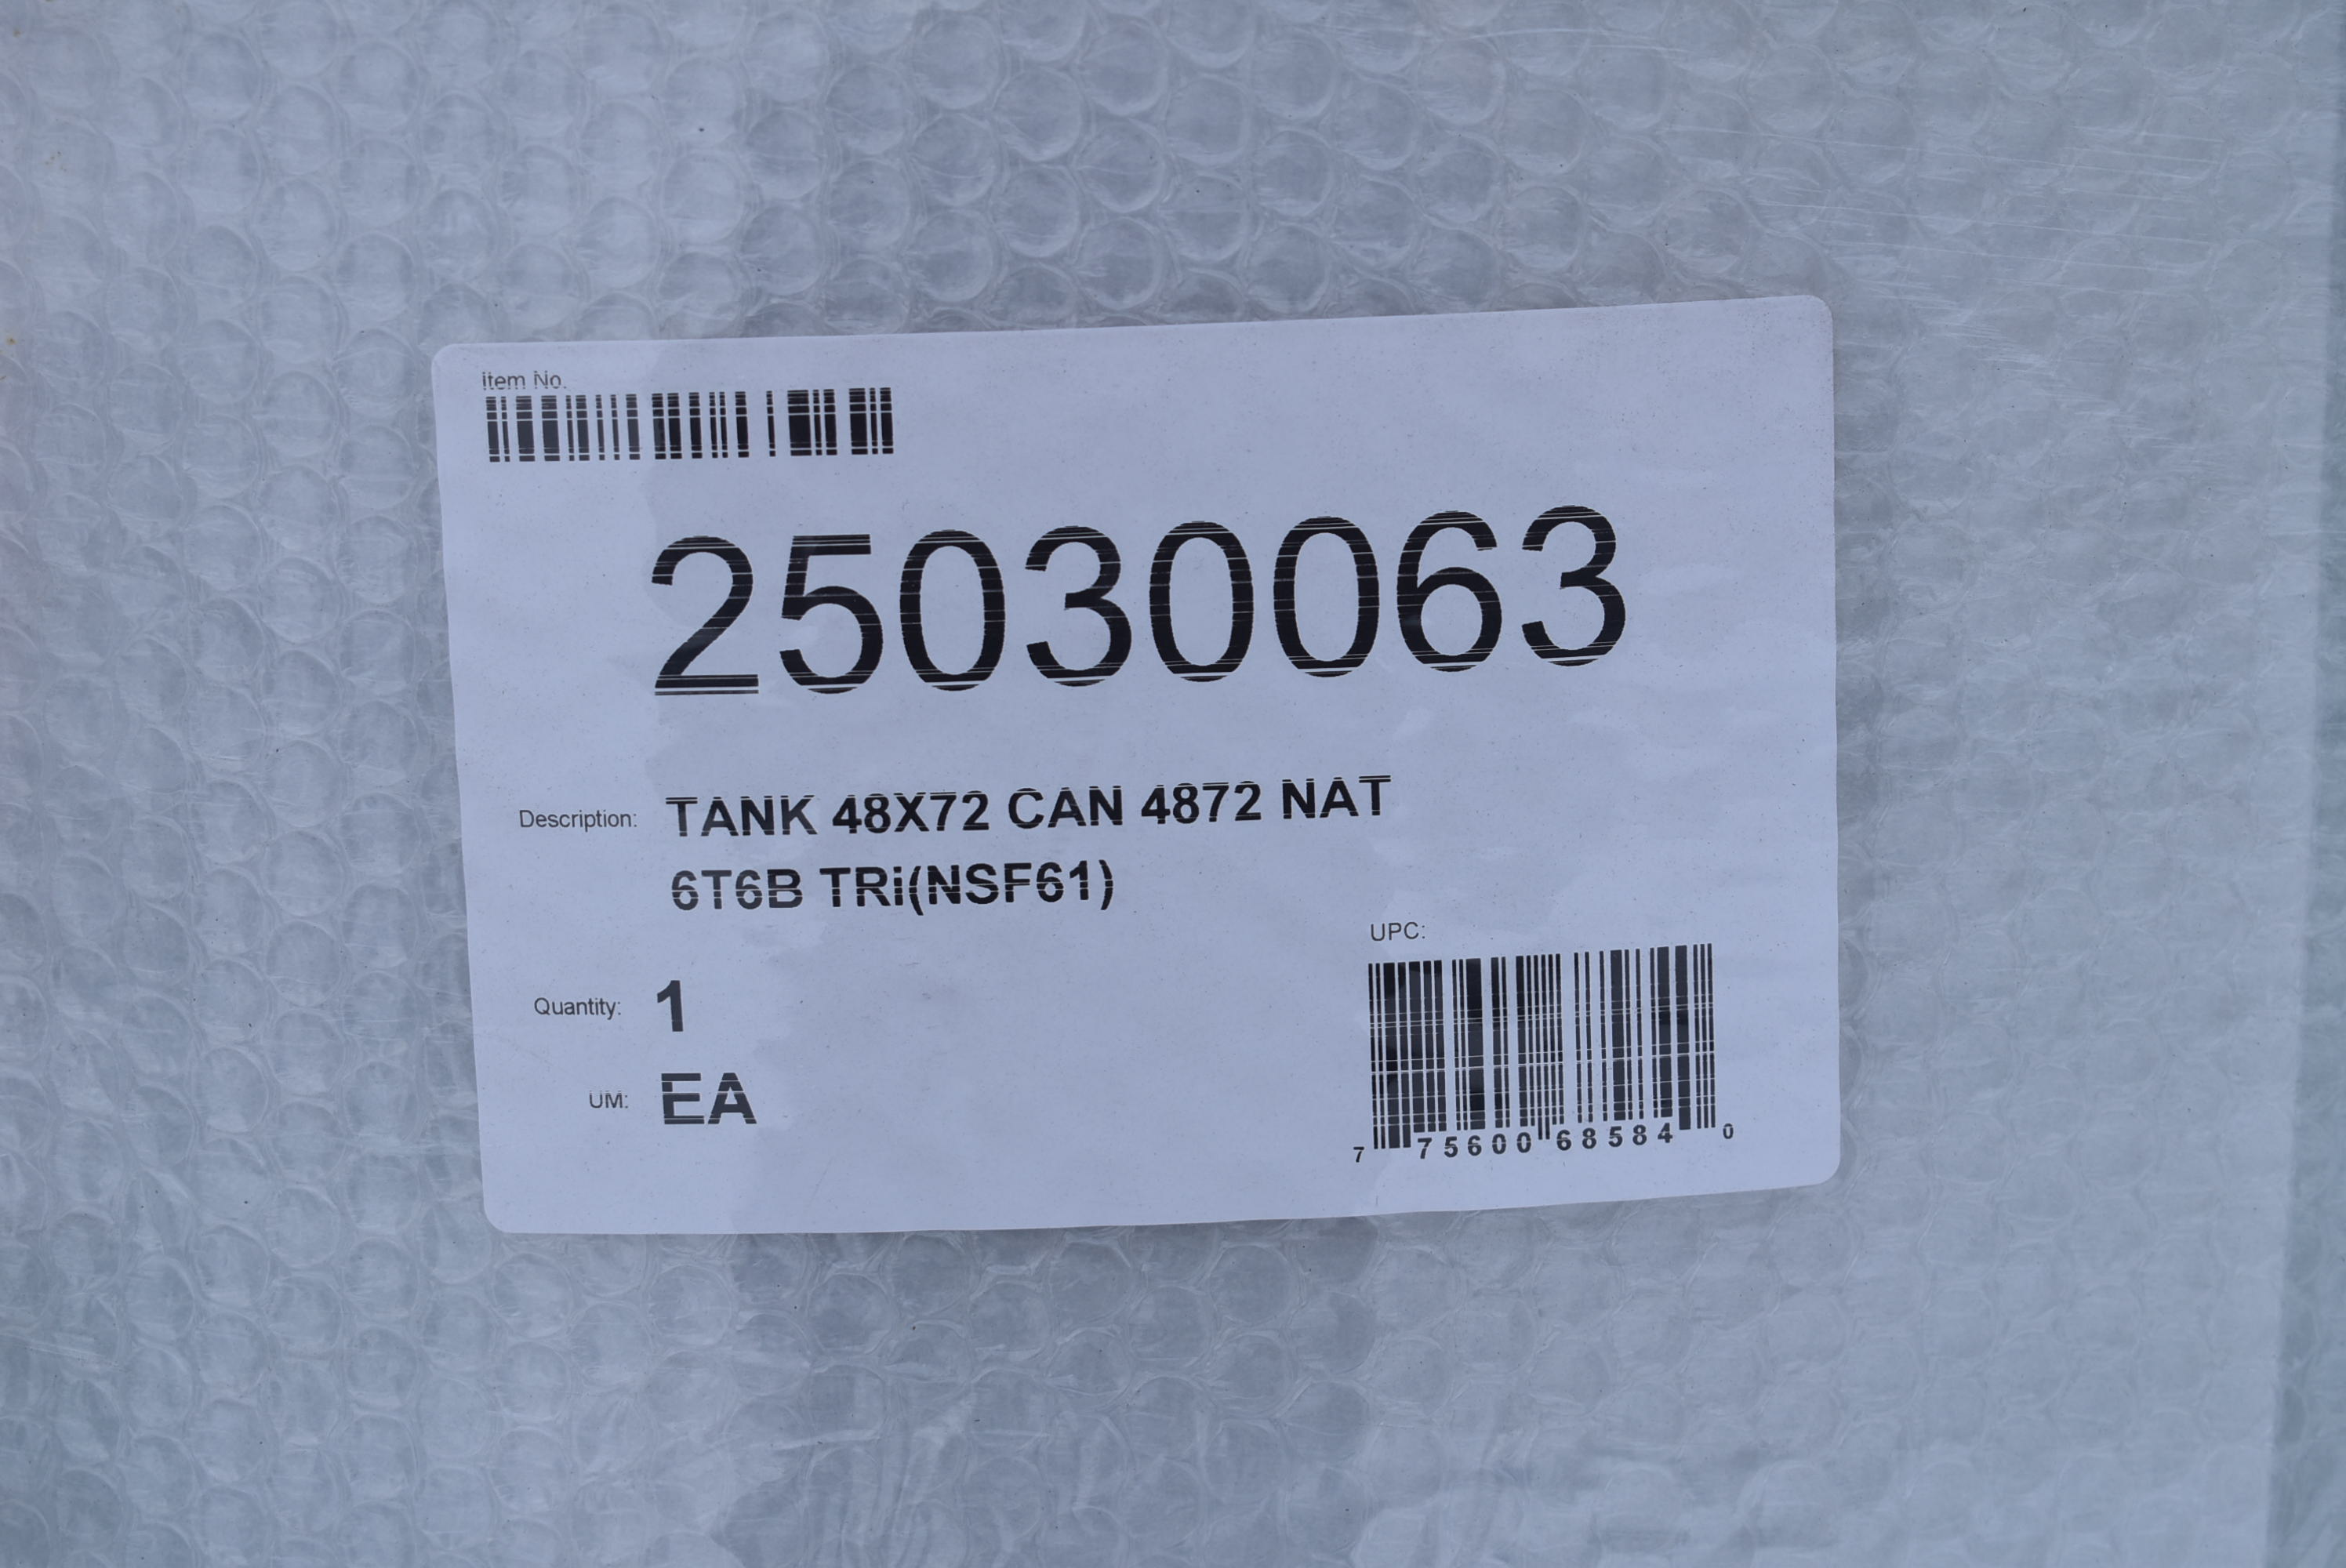 Item No.
25030063
Description: TANK 48X72 CAN 4872 NAT
6T6B TRi(NSF61)
UPC:
Quantity: 1
UM: EA
7 75600 68584 0